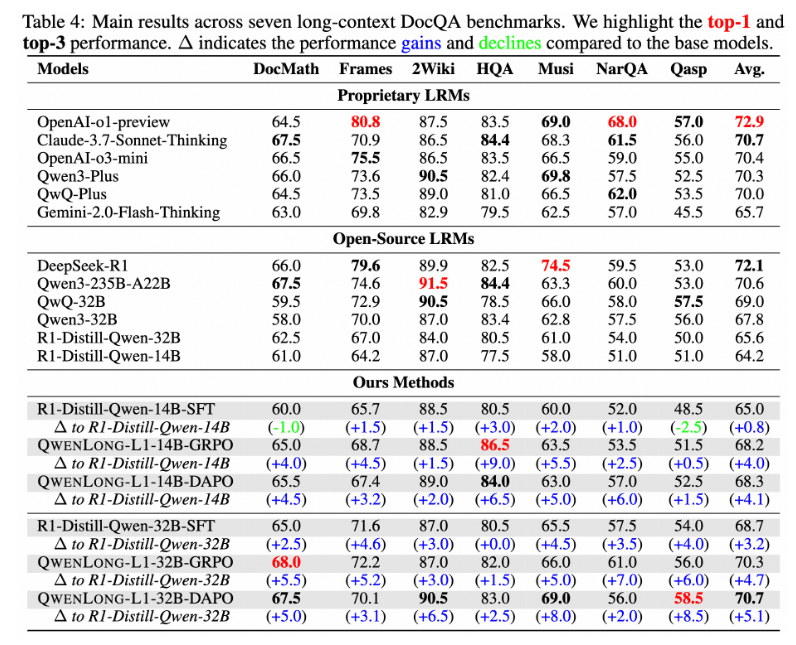 Table 4: Main results across seven long-context DocQA benchmarks. We highlight the top-1 and
top-3 performance. Δ indicates the performance gains and declines compared to the base models.
Models DocMath Frames 2Wiki HQA Musi NarQA Qasp Avg.
Proprietary LRMs
OpenAI-o1-preview 64.5 80.8 87.5 83.5 69.0 68.0 57.0 72.9
Claude-3.7-Sonnet-Thinking 67.5 70.9 86.5 84.4 68.3 61.5 56.0 70.7
OpenAI-o3-mini 66.5 75.5 86.5 83.5 66.5 59.0 55.0 70.4
Qwen3-Plus 66.0 73.6 90.5 82.4 69.8 57.5 52.5 70.3
QwQ-Plus 64.5 73.5 89.0 81.0 66.5 62.0 53.5 70.0
Gemini-2.0-Flash-Thinking 63.0 69.8 82.9 79.5 62.5 57.0 45.5 65.7
Open-Source LRMs
DeepSeek-R1 66.0 79.6 89.9 82.5 74.5 59.5 53.0 72.1
Qwen3-235B-A22B 67.5 74.6 91.5 84.4 63.3 60.0 53.0 70.6
QwQ-32B 59.5 72.9 90.5 78.5 66.0 58.0 57.5 69.0
Qwen3-32B 58.0 70.0 87.0 83.4 62.8 57.5 56.0 67.8
R1-Distill-Qwen-32B 62.5 67.0 84.0 80.5 61.0 54.0 50.0 65.6
R1-Distill-Qwen-14B 61.0 64.2 87.0 77.5 58.0 51.0 51.0 64.2
Ours Methods
R1-Distill-Qwen-14B-SFT 60.0 65.7 88.5 80.5 60.0 52.0 48.5 65.0
Δ to R1-Distill-Qwen-14B (-1.0) (+1.5) (+1.5) (+3.0) (+2.0) (+1.0) (-2.5) (+0.8)
QWENLONG-L1-14B-GRPO 65.0 68.7 88.5 86.5 63.5 53.5 51.5 68.2
Δ to R1-Distill-Qwen-14B (+4.0) (+4.5) (+1.5) (+9.0) (+5.5) (+2.5) (+0.5) (+4.0)
QWENLONG-L1-14B-DAPO 65.5 67.4 89.0 84.0 63.0 57.0 52.5 68.3
Δ to R1-Distill-Qwen-14B (+4.5) (+3.2) (+2.0) (+6.5) (+5.0) (+6.0) (+1.5) (+4.1)
R1-Distill-Qwen-32B-SFT 65.0 71.6 87.0 80.5 65.5 57.5 54.0 68.7
Δ to R1-Distill-Qwen-32B (+2.5) (+4.6) (+3.0) (+0.0) (+4.5) (+3.5) (+4.0) (+3.2)
QWENLONG-L1-32B-GRPO 68.0 72.2 87.0 82.0 66.0 61.0 56.0 70.3
Δ to R1-Distill-Qwen-32B (+5.5) (+5.2) (+3.0) (+1.5) (+5.0) (+7.0) (+6.0) (+4.7)
QWENLONG-L1-32B-DAPO 67.5 70.1 90.5 83.0 69.0 56.0 58.5 70.7
Δ to R1-Distill-Qwen-32B (+5.0) (+3.1) (+6.5) (+2.5) (+8.0) (+2.0) (+8.5) (+5.1)